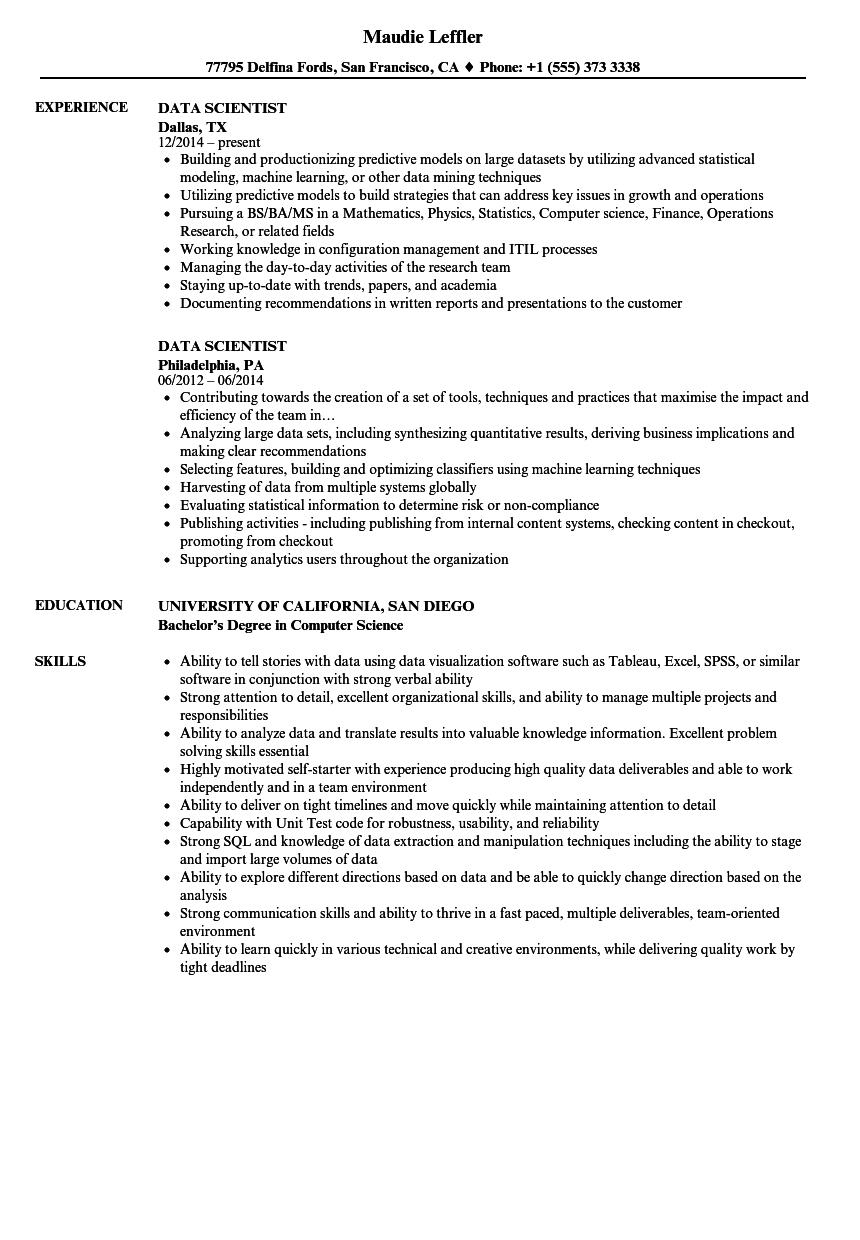 Maudie Leffler
77795 Delfina Fords, San Francisco, CA ♦ Phone: +1 (555) 373 3338
EXPERIENCE
DATA SCIENTIST
Dallas, TX
12/2014 – present
• Building and productionizing predictive models on large datasets by utilizing advanced statistical
modeling, machine learning, or other data mining techniques
• Utilizing predictive models to build strategies that can address key issues in growth and operations
• Pursuing a BS/BA/MS in a Mathematics, Physics, Statistics, Computer science, Finance, Operations
Research, or related fields
• Working knowledge in configuration management and ITIL processes
• Managing the day-to-day activities of the research team
• Staying up-to-date with trends, papers, and academia
• Documenting recommendations in written reports and presentations to the customer
DATA SCIENTIST
Philadelphia, PA
06/2012 – 06/2014
• Contributing towards the creation of a set of tools, techniques and practices that maximise the impact and
efficiency of the team in…
• Analyzing large data sets, including synthesizing quantitative results, deriving business implications and
making clear recommendations
• Selecting features, building and optimizing classifiers using machine learning techniques
• Harvesting of data from multiple systems globally
• Evaluating statistical information to determine risk or non-compliance
• Publishing activities - including publishing from internal content systems, checking content in checkout,
promoting from checkout
• Supporting analytics users throughout the organization
EDUCATION
UNIVERSITY OF CALIFORNIA, SAN DIEGO
Bachelor's Degree in Computer Science
SKILLS
• Ability to tell stories with data using data visualization software such as Tableau, Excel, SPSS, or similar
software in conjunction with strong verbal ability
• Strong attention to detail, excellent organizational skills, and ability to manage multiple projects and
responsibilities
• Ability to analyze data and translate results into valuable knowledge information. Excellent problem
solving skills essential
• Highly motivated self-starter with experience producing high quality data deliverables and able to work
independently and in a team environment
• Ability to deliver on tight timelines and move quickly while maintaining attention to detail
• Capability with Unit Test code for robustness, usability, and reliability
• Strong SQL and knowledge of data extraction and manipulation techniques including the ability to stage
and import large volumes of data
• Ability to explore different directions based on data and be able to quickly change direction based on the
analysis
• Strong communication skills and ability to thrive in a fast paced, multiple deliverables, team-oriented
environment
• Ability to learn quickly in various technical and creative environments, while delivering quality work by
tight deadlines